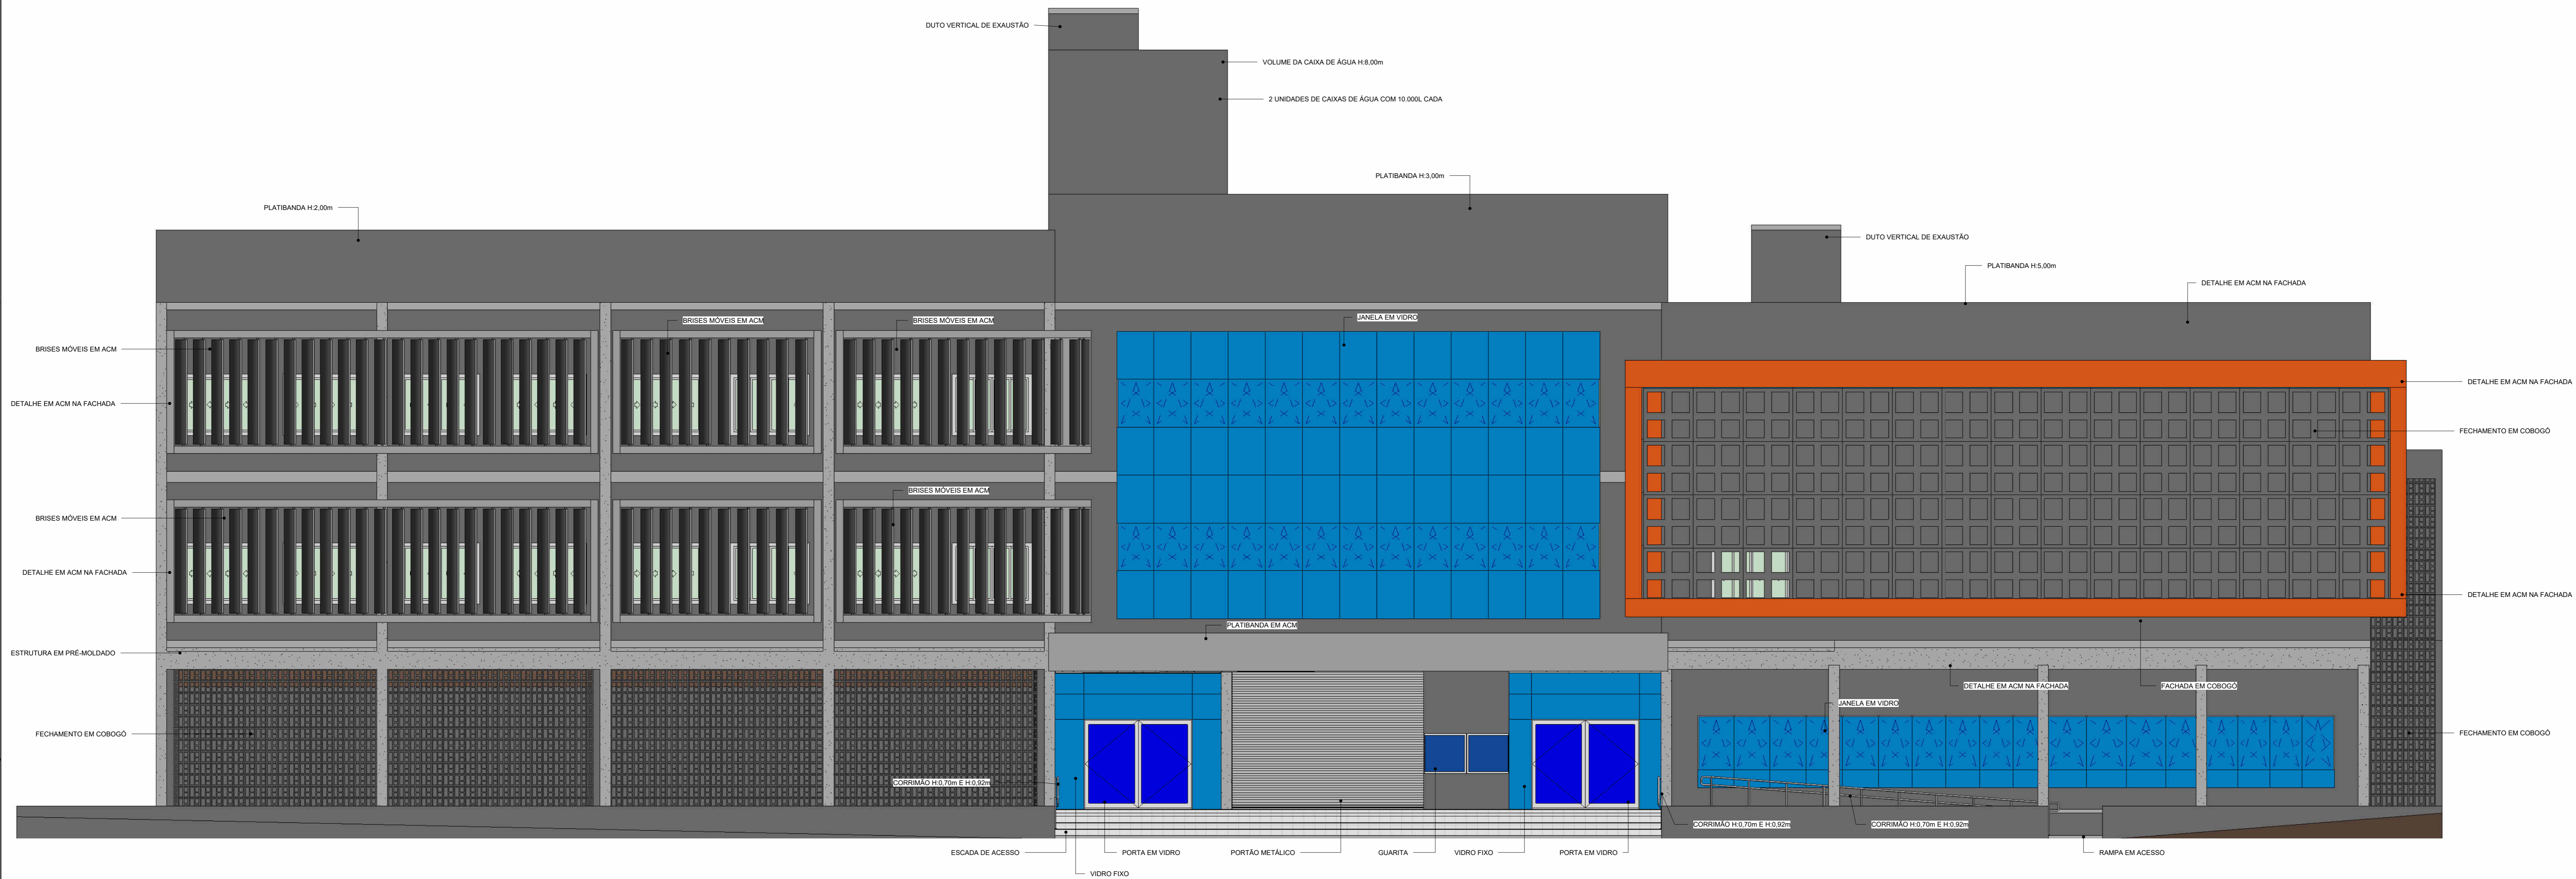 DUTO VERTICAL DE EXAUSTÃO
VOLUME DA CAIXA DE ÁGUA H:8,00m
2 UNIDADES DE CAIXAS DE ÁGUA COM 10.000L CADA
PLATIBANDA H:3,00m
PLATIBANDA H:2,00m
DUTO VERTICAL DE EXAUSTÃO
PLATIBANDA H:5,00m
DETALHE EM ACM NA FACHADA
BRISES MÓVEIS EM ACM
BRISES MÓVEIS EM ACM
JANELA EM VIDRO
BRISES MÓVEIS EM ACM
DETALHE EM ACM NA FACHADA
DETALHE EM ACM NA FACHADA
FECHAMENTO EM COBOGÓ
BRISES MÓVEIS EM ACM
BRISES MÓVEIS EM ACM
DETALHE EM ACM NA FACHADA
DETALHE EM ACM NA FACHADA
PLATIBANDA EM ACM
ESTRUTURA EM PRÉ-MOLDADO
DETALHE EM ACM NA FACHADA
FACHADA EM COBOGÓ
JANELA EM VIDRO
FECHAMENTO EM COBOGÓ
FECHAMENTO EM COBOGÓ
CORRIMÃO H:0,70m E H:0,92m
CORRIMÃO H:0,70m E H:0,92m
CORRIMÃO H:0,70m E H:0,92m
ESCADA DE ACESSO
PORTA EM VIDRO
PORTÃO METÁLICO
GUARITA
VIDRO FIXO
PORTA EM VIDRO
RAMPA EM ACESSO
VIDRO FIXO